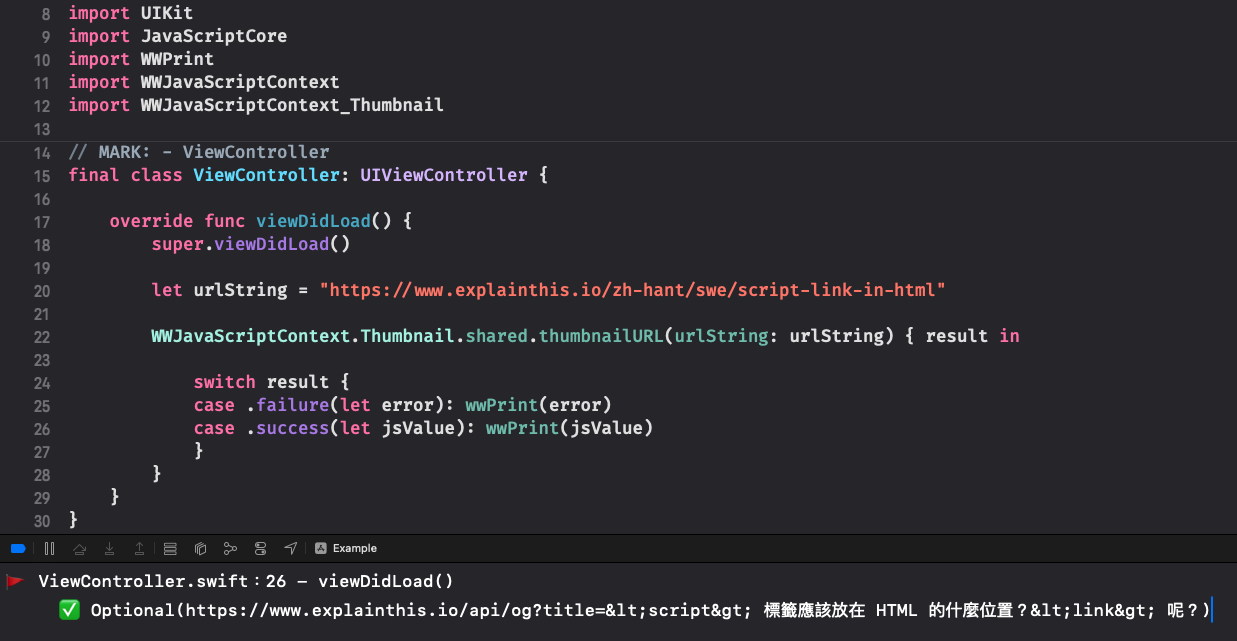 8 import UIKit
9 import JavaScriptCore
10 import WWPrint
11 import WWJavaScriptContext
12 import WWJavaScriptContext_Thumbnail
13
14 // MARK: - ViewController
15 final class ViewController: UIViewController {
16
17 override func viewDidLoad() {
18 super.viewDidLoad()
19
20 let urlString = "https://www.explainthis.io/zh-hant/swe/script-link-in-html"
21
22 WWJavaScriptContext.Thumbnail.shared.thumbnailURL(urlString: urlString) { result in
23
24 switch result {
25 case .failure(let error): wwPrint(error)
26 case .success(let jsValue): wwPrint(jsValue)
27 }
28 }
29 }
30 }
Example
ViewController.swift:26 – viewDidLoad()
✅ Optional(https://www.explainthis.io/api/og?title=&lt;script&gt; 標籤應該放在 HTML 的什麼位置？&lt;link&gt; 呢？)